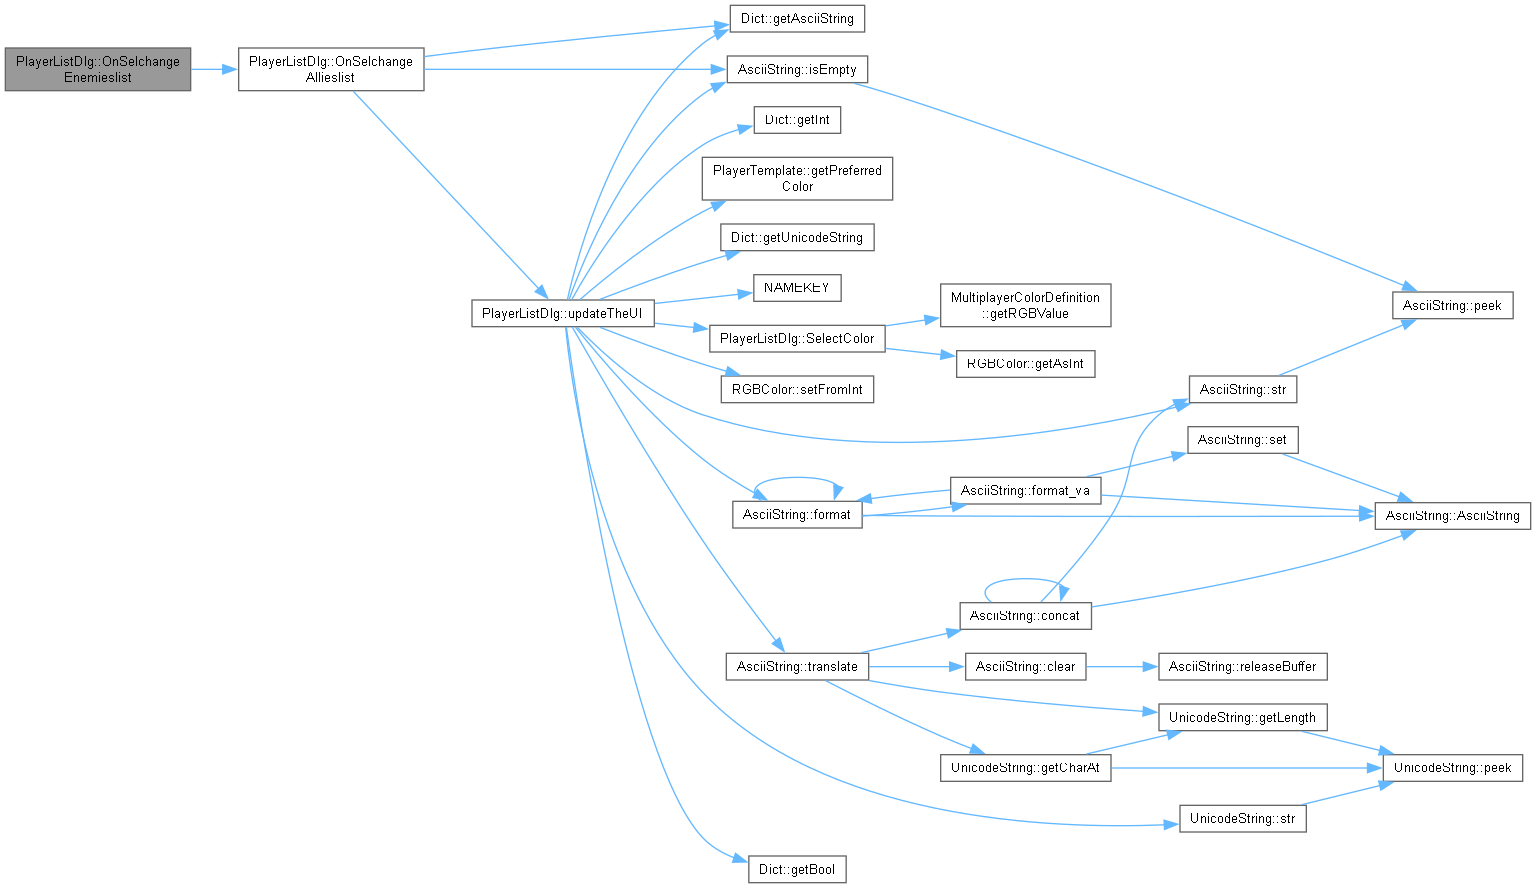 PlayerListDlg::OnSelchange
Enemieslist
PlayerListDlg::OnSelchange
Allieslist
PlayerListDlg::updateTheUI
Dict::getAsciiString
AsciiString::isEmpty
Dict::getInt
PlayerTemplate::getPreferred
Color
Dict::getUnicodeString
NAMEKEY
PlayerListDlg::SelectColor
RGBColor::setFromInt
AsciiString::format
AsciiString::translate
Dict::getBool
MultiplayerColorDefinition
::getRGBValue
RGBColor::getAsInt
AsciiString::format_va
AsciiString::concat
AsciiString::clear
UnicodeString::getCharAt
AsciiString::str
AsciiString::set
AsciiString::releaseBuffer
UnicodeString::getLength
UnicodeString::str
AsciiString::peek
AsciiString::AsciiString
UnicodeString::peek